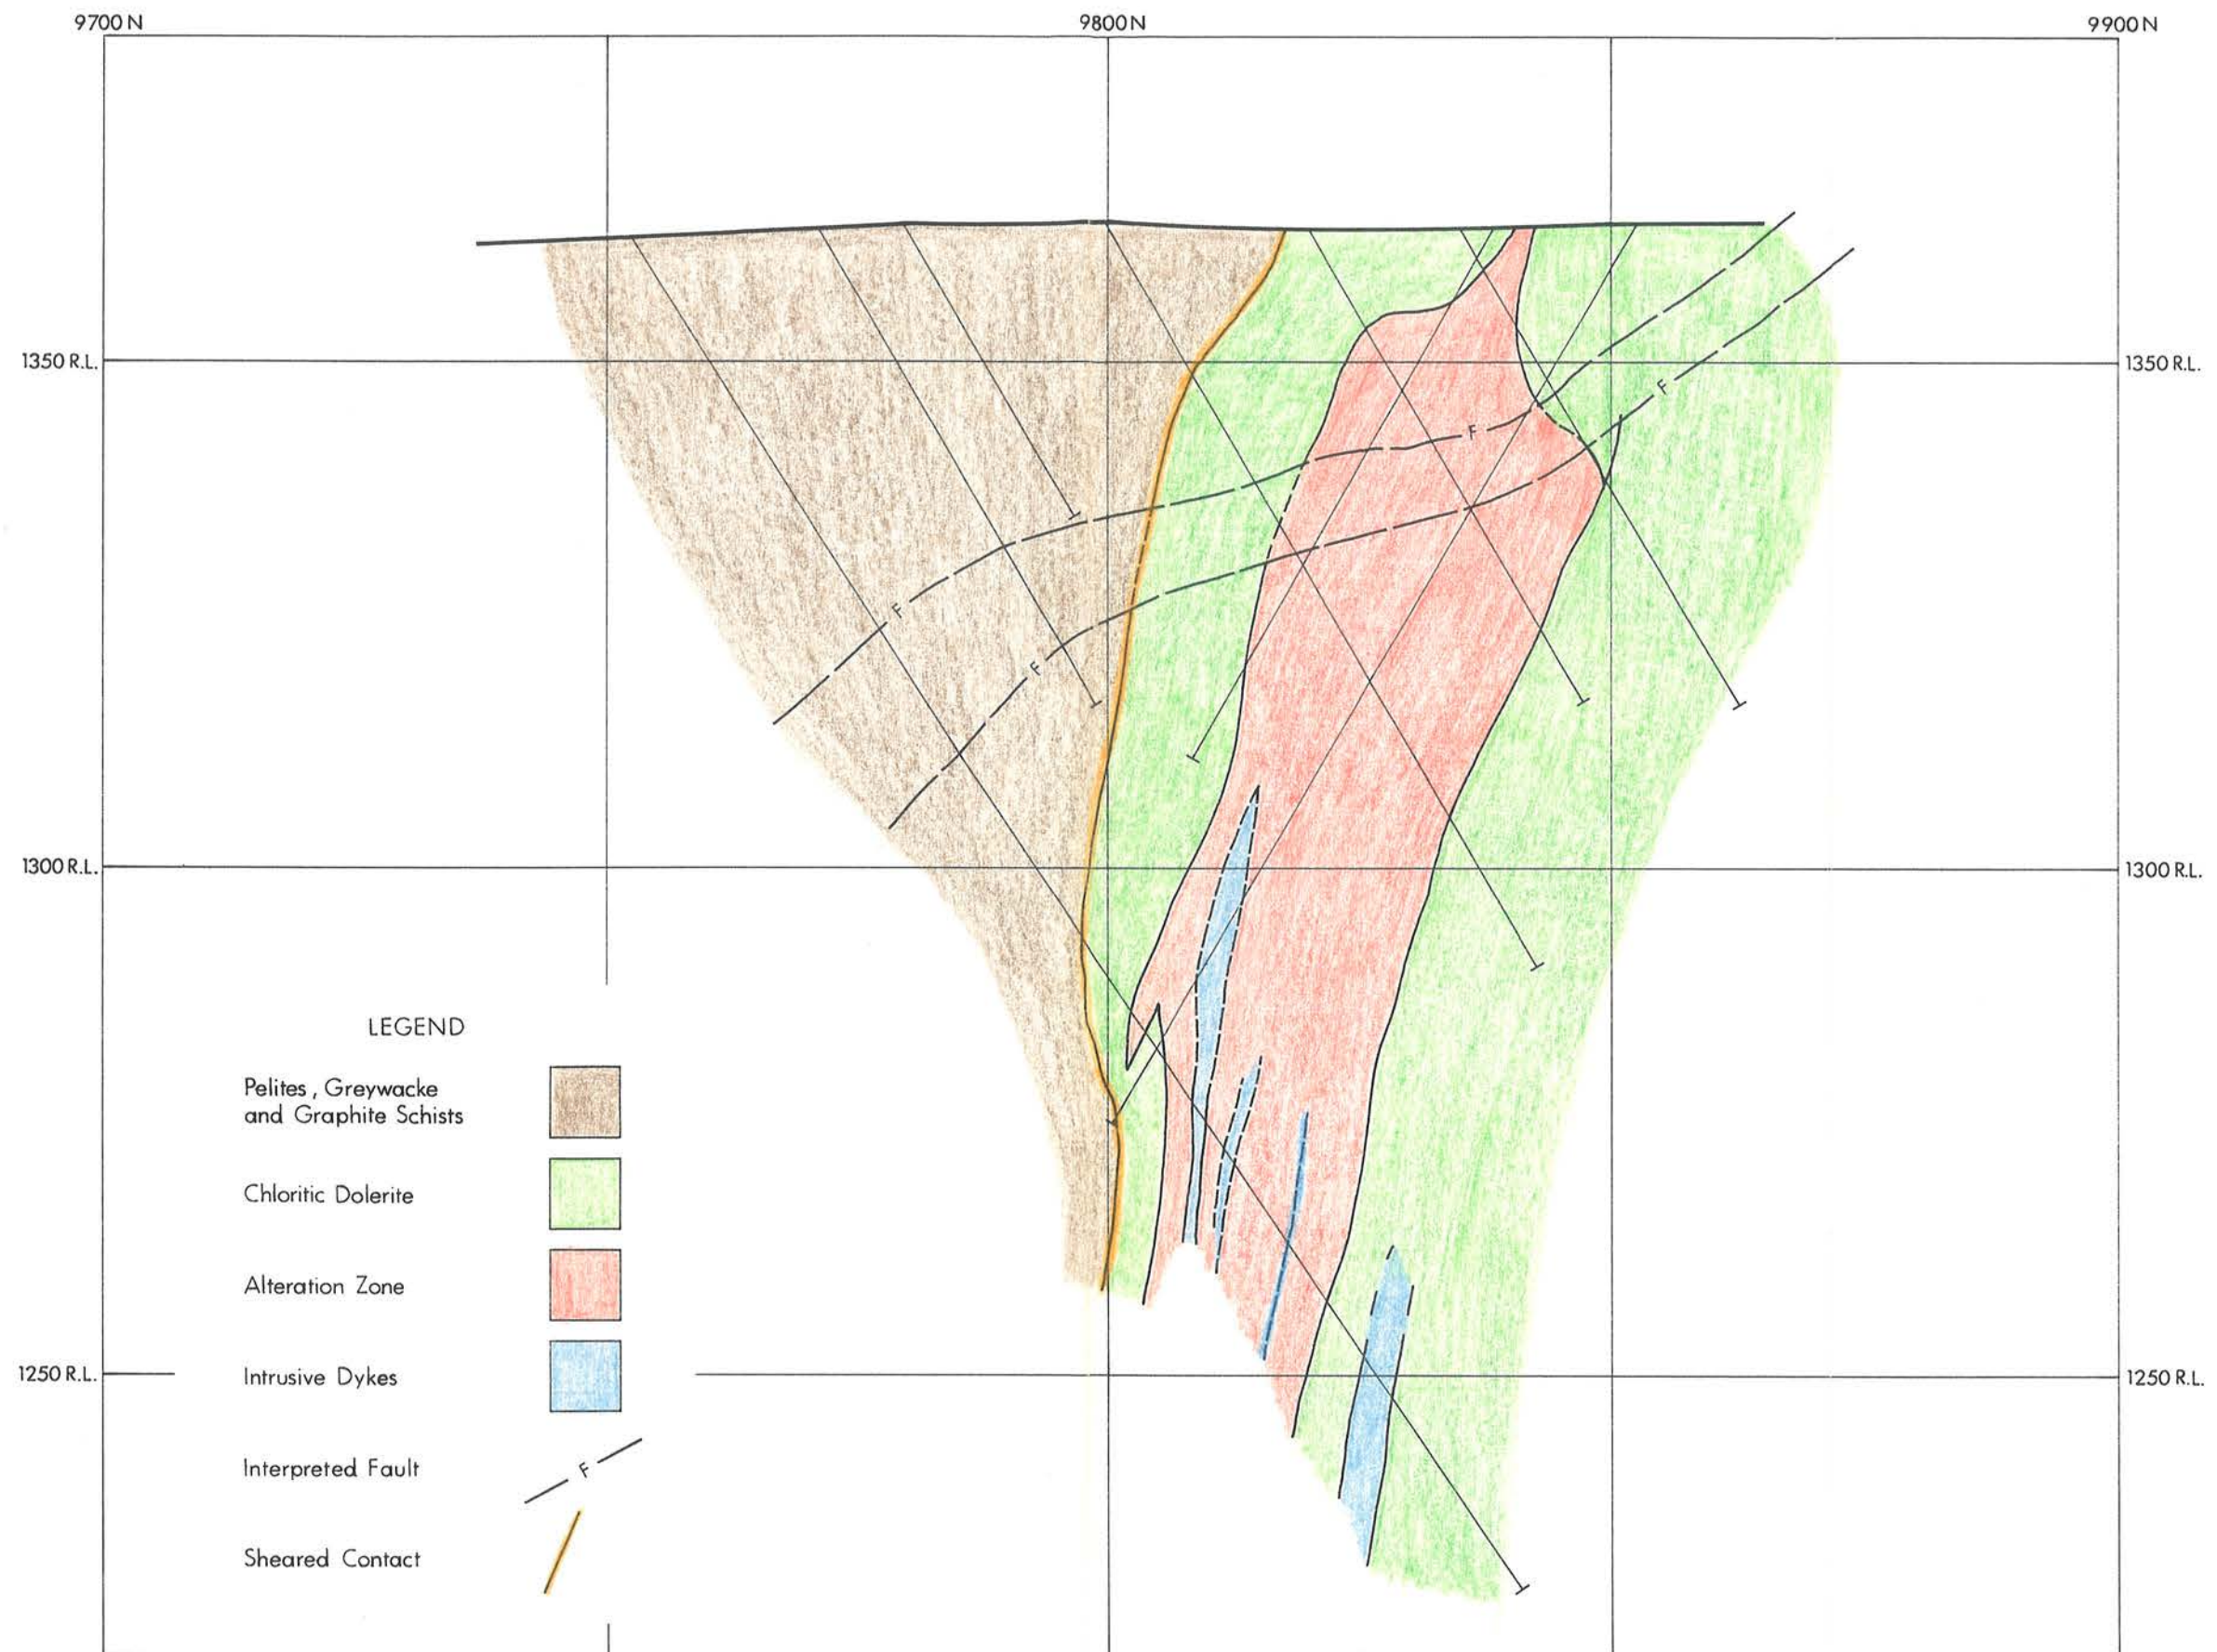 9700 N
9800 N
9900 N
1350 R.L.
1350 R.L.
F
F
F
F
1300 R.L.
1300 R.L.
LEGEND
Pelites, Greywacke
and Graphite Schists
Chloritic Dolerite
Alteration Zone
1250 R.L.
Intrusive Dykes
1250 R.L.
Interpreted Fault
F
Sheared Contact